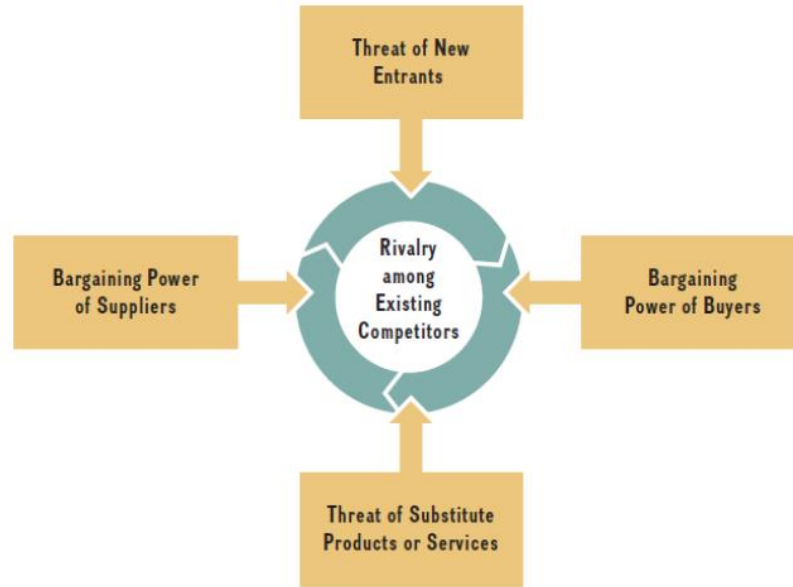 Threat of New
Entrants
Bargaining Power
of Suppliers
Rivalry
among
Existing
Competitors
Bargaining
Power of Buyers
Threat of Substitute
Products or Services